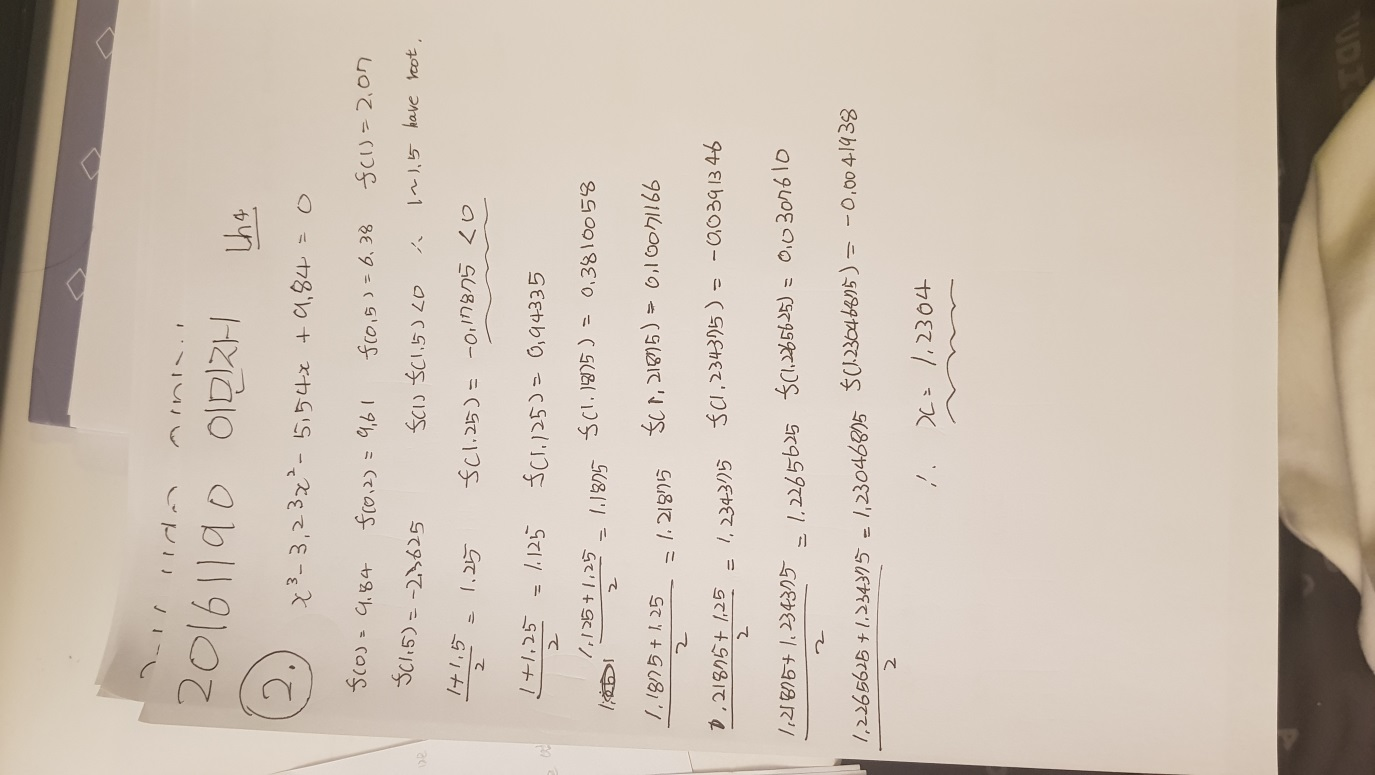 20161190 이민재 Ch4
2. x³-3.23x²-5.54x+9.84=0
f(0)=9.84 f(0.2)=9.61 f(0.5)=6.38 f(1)=2.07
f(1.5)=-2.3625 f(1)f(1.5)<0 ∴ 1~1.5 have root.
(1+1.5)/2 = 1.25 f(1.25)=-0.17875 <0
(1+1.25)/2 = 1.125 f(1.125)=0.94335
(1.125+1.25)/2 = 1.1875 f(1.1875)=0.3810058
(1.1875+1.25)/2 = 1.21875 f(1.21875)=0.1007166
(1.21875+1.25)/2 = 1.234375 f(1.234375)=-0.0391346
(1.21875+1.234375)/2 = 1.2265625 f(1.2265625)=0.0307610
(1.2265625+1.234375)/2 = 1.23046875 f(1.23046875)=-0.0041938
∴ x=1.2304